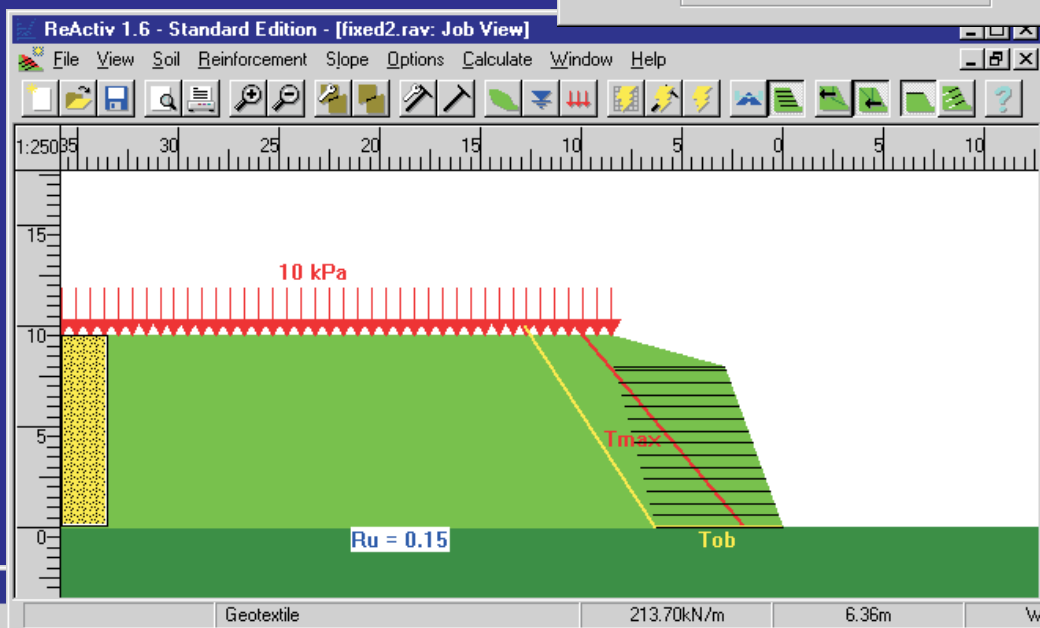 ReActiv 1.6 - Standard Edition - [fixed2.rav: Job View]
File View Soil Reinforcement Slope Options Calculate Window Help
1:250 35 30 25 20 15 10 5 0 5 10
15
10 kPa
10
Tmax
5
0
Ru = 0.15 Tob
Geotextile 213.70kN/m 6.36m W